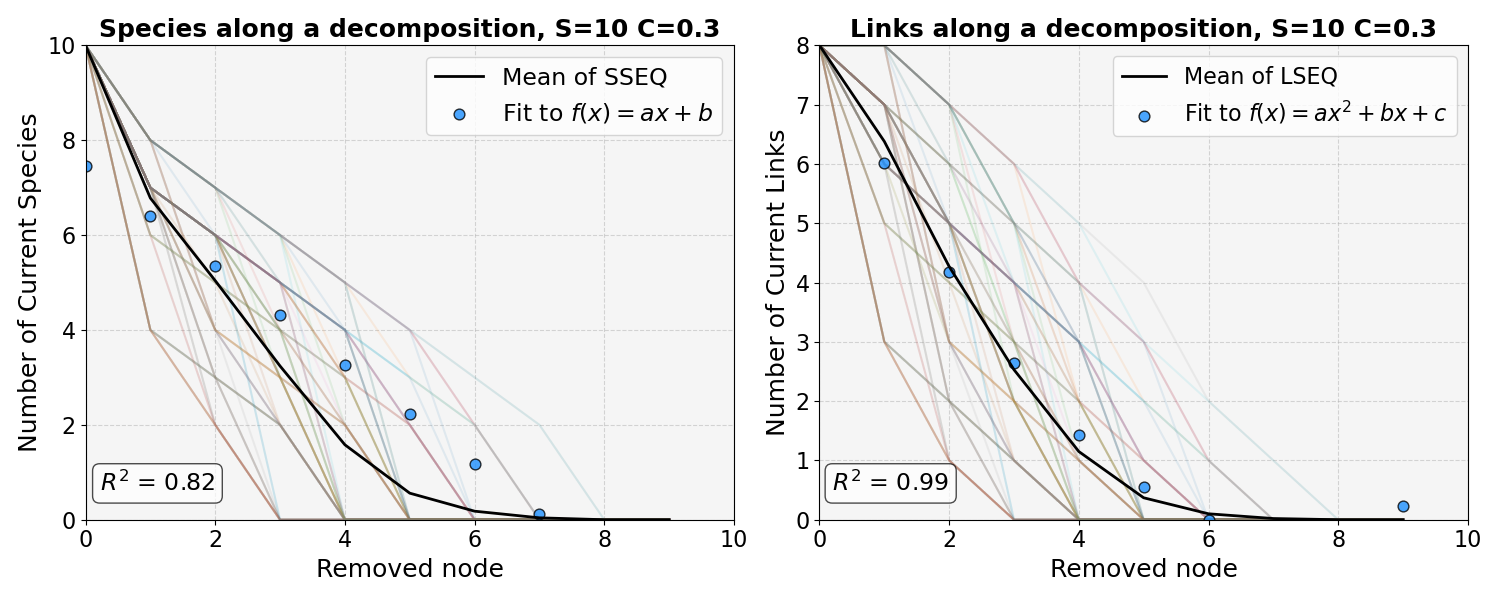 Species along a decomposition, S=10 C=0.3
Number of Current Species
10
8
6
4
2
0
Mean of SSEQ
Fit to f(x) = ax + b
R² = 0.82
0 2 4 6 8 10
Removed node
Links along a decomposition, S=10 C=0.3
Number of Current Links
8
7
6
5
4
3
2
1
0
Mean of LSEQ
Fit to f(x) = ax² + bx + c
R² = 0.99
0 2 4 6 8 10
Removed node